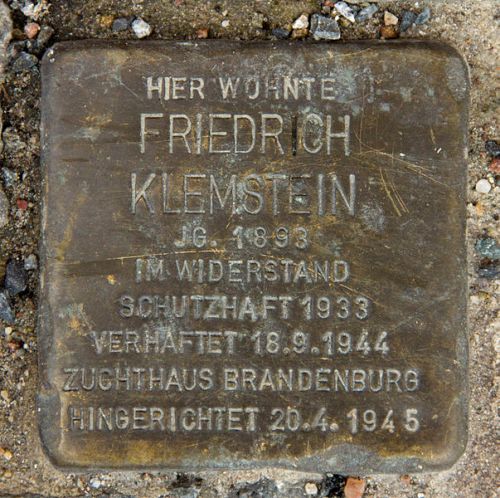 HIER WOHNTE
FRIEDRICH
KLEMSTEIN
JG. 1893
IM WIDERSTAND
SCHUTZHAFT 1933
VERHAFTET 18.9.1944
ZUCHTHAUS BRANDENBURG
HINGERICHTET 20.4.1945